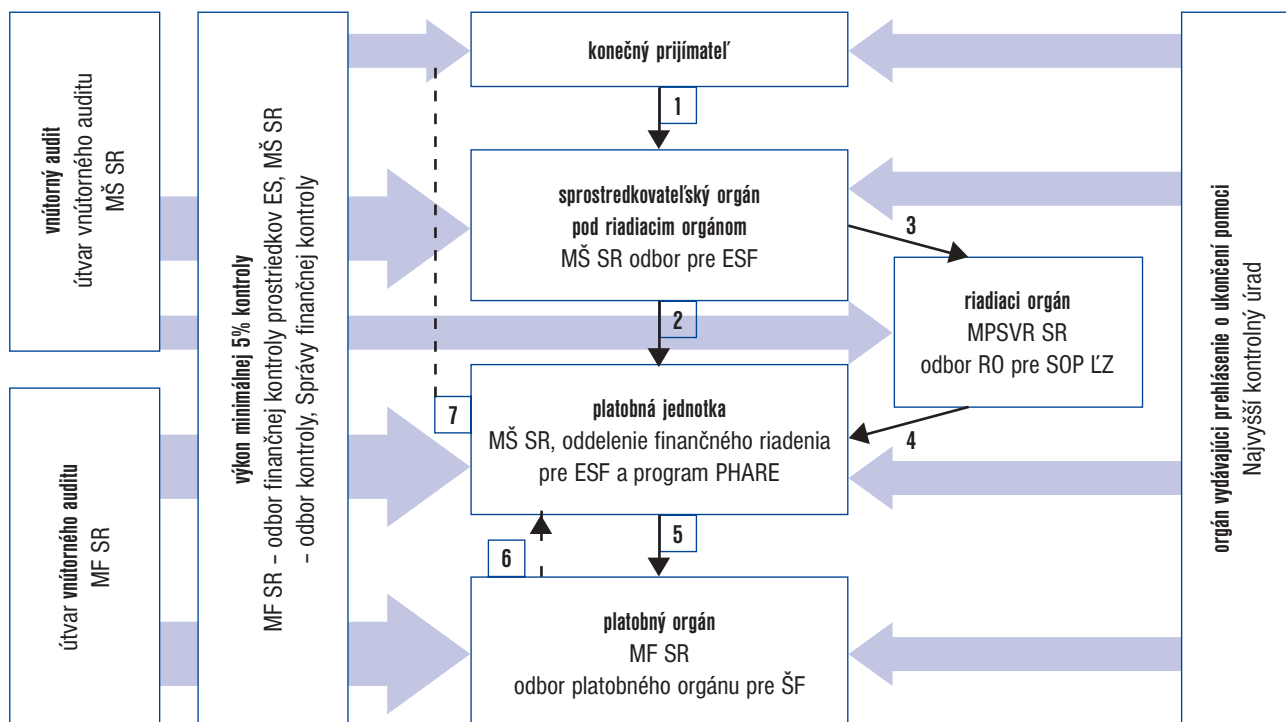 vnútorný audit
útvar vnútorného auditu
MŠ SR
útvar vnútorného auditu
MF SR
výkon minimálnej 5% kontroly
MF SR – odbor finančnej kontroly prostriedkov ES, MŠ SR
– odbor kontroly, Správy finančnej kontroly
konečný prijímateľ
1
sprostredkovateľský orgán
pod riadiacim orgánom
MŠ SR odbor pre ESF
3
2
riadiaci orgán
MPSVR SR
odbor RO pre SOP ĽZ
7
platobná jednotka
MŠ SR, oddelenie finančného riadenia
pre ESF a program PHARE
4
6
5
platobný orgán
MF SR
odbor platobného orgánu pre ŠF
orgán vydávajúci prehlásenie o ukončení pomoci
Najvyšší kontrolný úrad